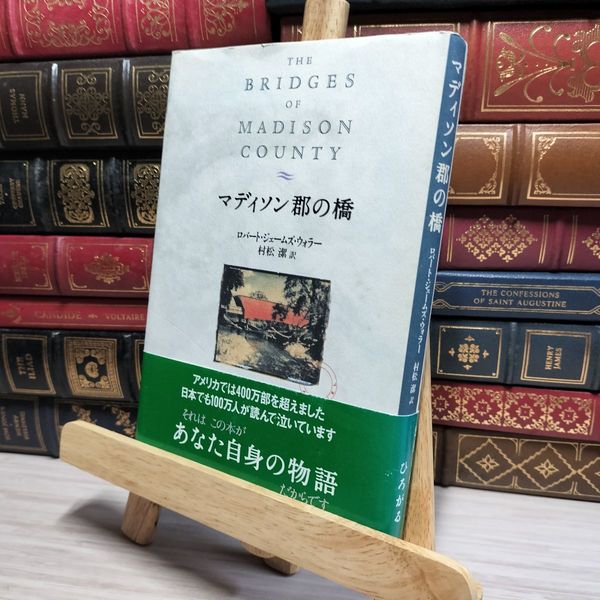 THE
BRIDGES
OF
MADISON
COUNTY
マディソン郡の橋
ロバート・ジェームズ・ウォラー
村松 潔 訳
アメリカでは400万部を超えました
日本でも100万人が読んで泣いています
それは この本が
あなた自身の物語
だからです
マディソン郡の橋
ロバート・ジェームズ・ウォラー
村松 潔 訳
ひろがる
THOMAS
MANN
CANDIDE
VOLTAIRE
THE
ILIAD
THE CONFESSIONS
OF SAINT AUGUSTINE
HENRY
JAMES